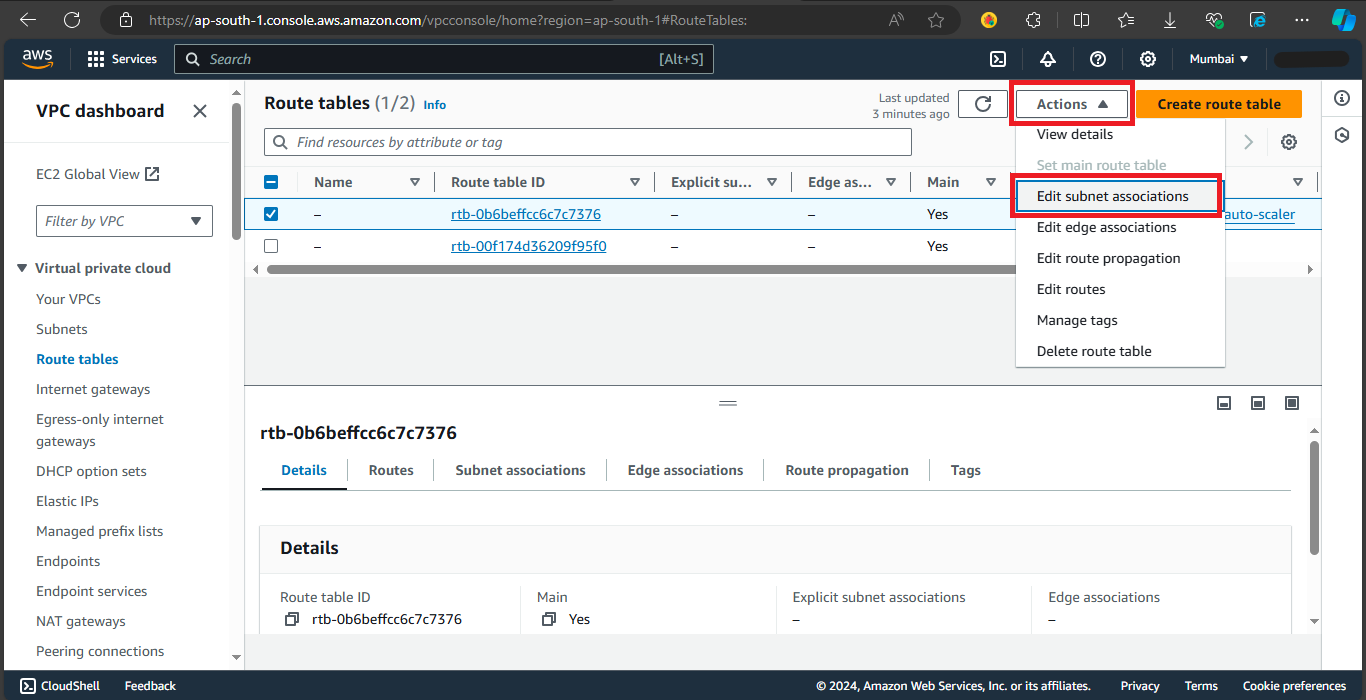 https://ap-south-1.console.aws.amazon.com/vpcconsole/home?region=ap-south-1#RouteTables:
aws
Services
Search
[Alt+S]
Mumbai
VPC dashboard
EC2 Global View
Filter by VPC
Virtual private cloud
Your VPCs
Subnets
Route tables
Internet gateways
Egress-only internet
gateways
DHCP option sets
Elastic IPs
Managed prefix lists
Endpoints
Endpoint services
NAT gateways
Peering connections
Route tables (1/2) Info
Last updated
3 minutes ago
Actions
Create route table
Find resources by attribute or tag
View details
Set main route table
Edit subnet associations
Edit edge associations
Edit route propagation
Edit routes
Manage tags
Delete route table
Name Route table ID Explicit su... Edge as... Main
– rtb-0b6beffcc6c7c7376 – – Yes auto-scaler
– rtb-00f174d36209f95f0 – – Yes
rtb-0b6beffcc6c7c7376
Details Routes Subnet associations Edge associations Route propagation Tags
Details
Route table ID
rtb-0b6beffcc6c7c7376
Main
Yes
Explicit subnet associations
–
Edge associations
–
CloudShell Feedback © 2024, Amazon Web Services, Inc. or its affiliates. Privacy Terms Cookie preferences